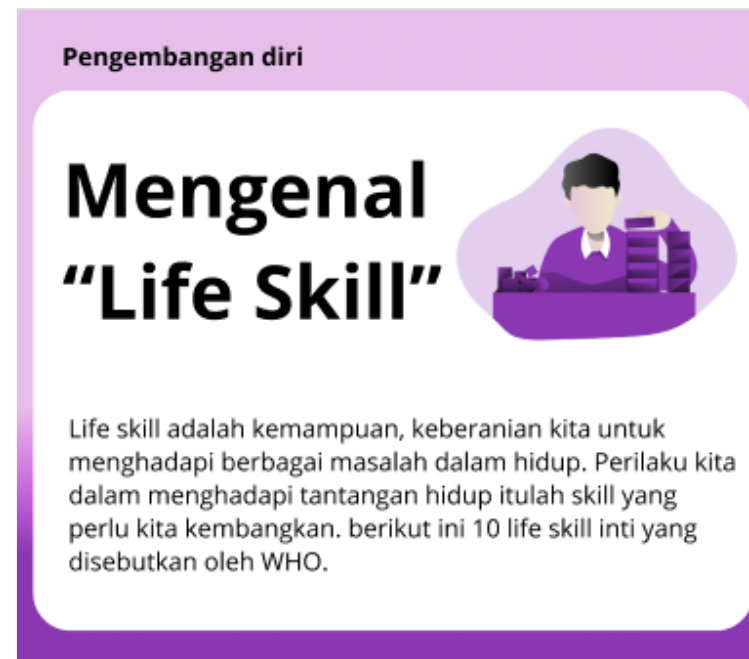 Pengembangan diri
Mengenal
“Life Skill”
Life skill adalah kemampuan, keberanian kita untuk
menghadapi berbagai masalah dalam hidup. Perilaku kita
dalam menghadapi tantangan hidup itulah skill yang
perlu kita kembangkan. berikut ini 10 life skill inti yang
disebutkan oleh WHO.